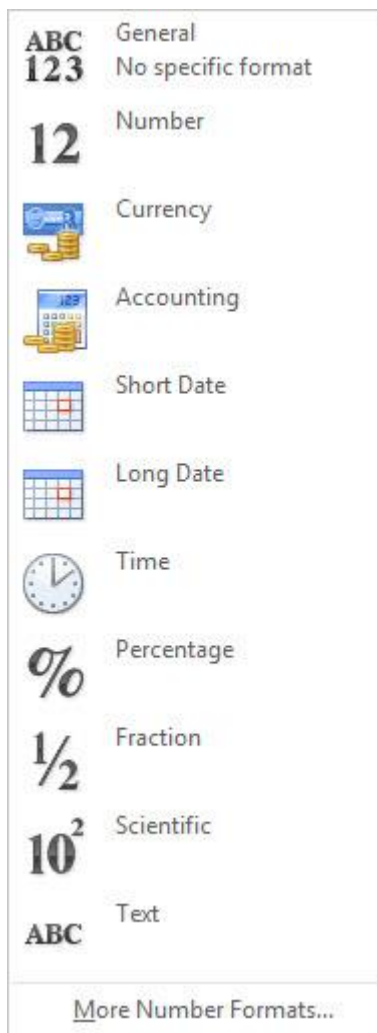 ABC
123
General
No specific format
12
Number
Currency
123
Accounting
Short Date
Long Date
Time
%
Percentage
1/2
Fraction
10²
Scientific
ABC
Text
More Number Formats...